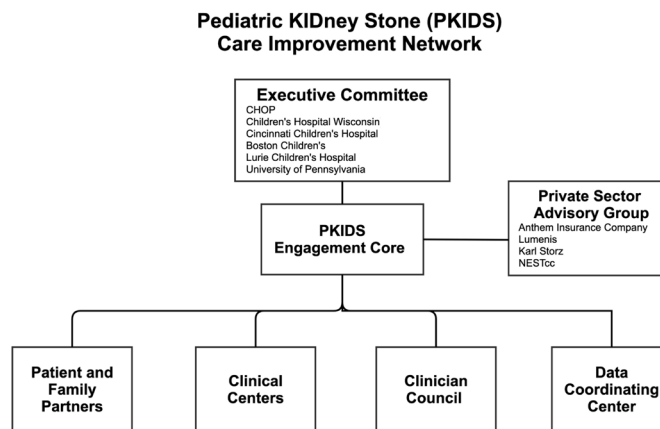 Pediatric KIDney Stone (PKIDS)
Care Improvement Network
Executive Committee
CHOP
Children's Hospital Wisconsin
Cincinnati Children's Hospital
Boston Children's
Lurie Children's Hospital
University of Pennsylvania
PKIDS
Engagement Core
Private Sector
Advisory Group
Anthem Insurance Company
Lumenis
Karl Storz
NESTcc
Patient and
Family
Partners
Clinical
Centers
Clinician
Council
Data
Coordinating
Center